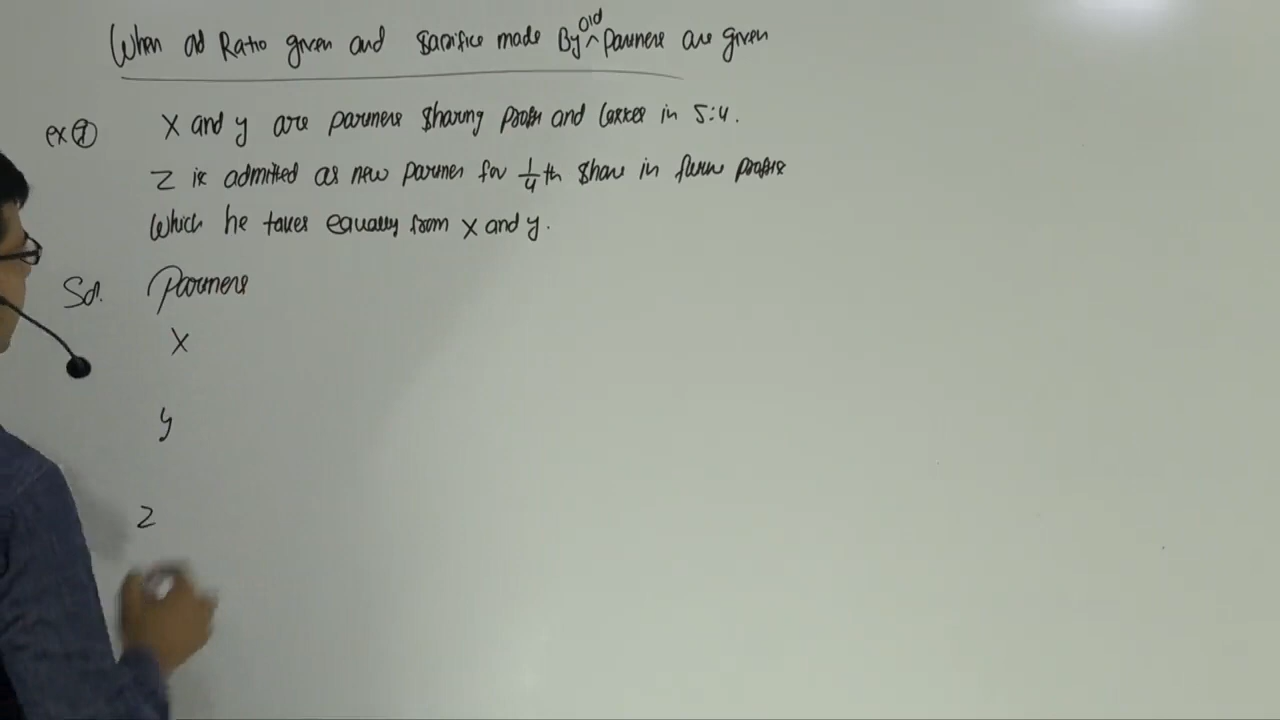 When old Ratio given and Sacrifice made By Old Partners are given
ex ①
X and y are partners sharing profits and losses in 5:4.
Z is admitted as new partner for 1/4th share in future profits
Which he takes equally from X and y.
Sol. Partners
X
y
Z